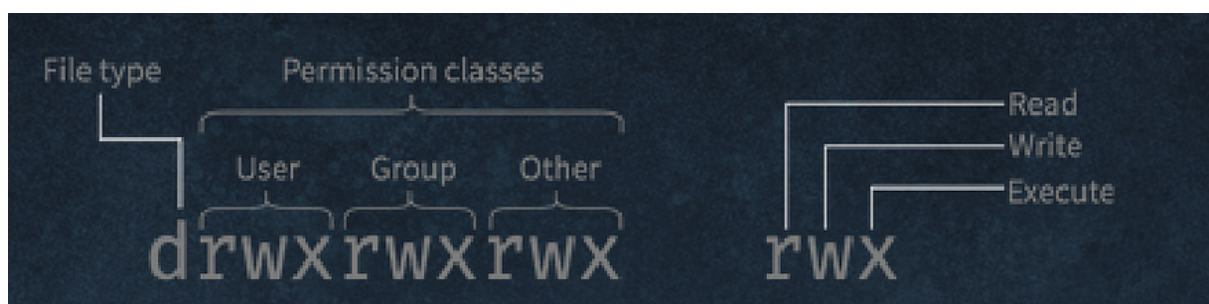 File type
Permission classes
User Group Other
drwxrwxrwx
Read
Write
Execute
rwx